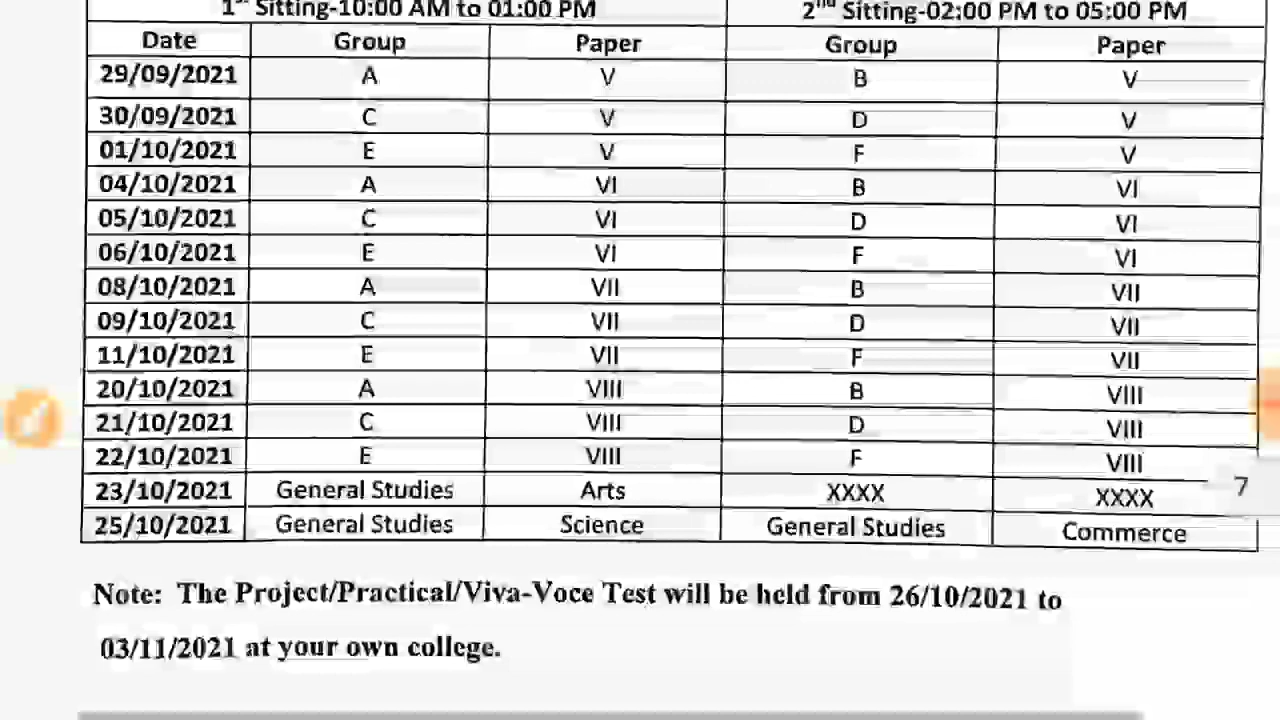 1st Sitting-10:00 AM to 01:00 PM 2nd Sitting-02:00 PM to 05:00 PM
Date Group Paper Group Paper
29/09/2021 A V B V
30/09/2021 C V D V
01/10/2021 E V F V
04/10/2021 A VI B VI
05/10/2021 C VI D VI
06/10/2021 E VI F VI
08/10/2021 A VII B VII
09/10/2021 C VII D VII
11/10/2021 E VII F VII
20/10/2021 A VIII B VIII
21/10/2021 C VIII D VIII
22/10/2021 E VIII F VIII
23/10/2021 General Studies Arts XXXX XXXX
7
25/10/2021 General Studies Science General Studies Commerce
Note: The Project/Practical/Viva-Voce Test will be held from 26/10/2021 to
03/11/2021 at your own college.